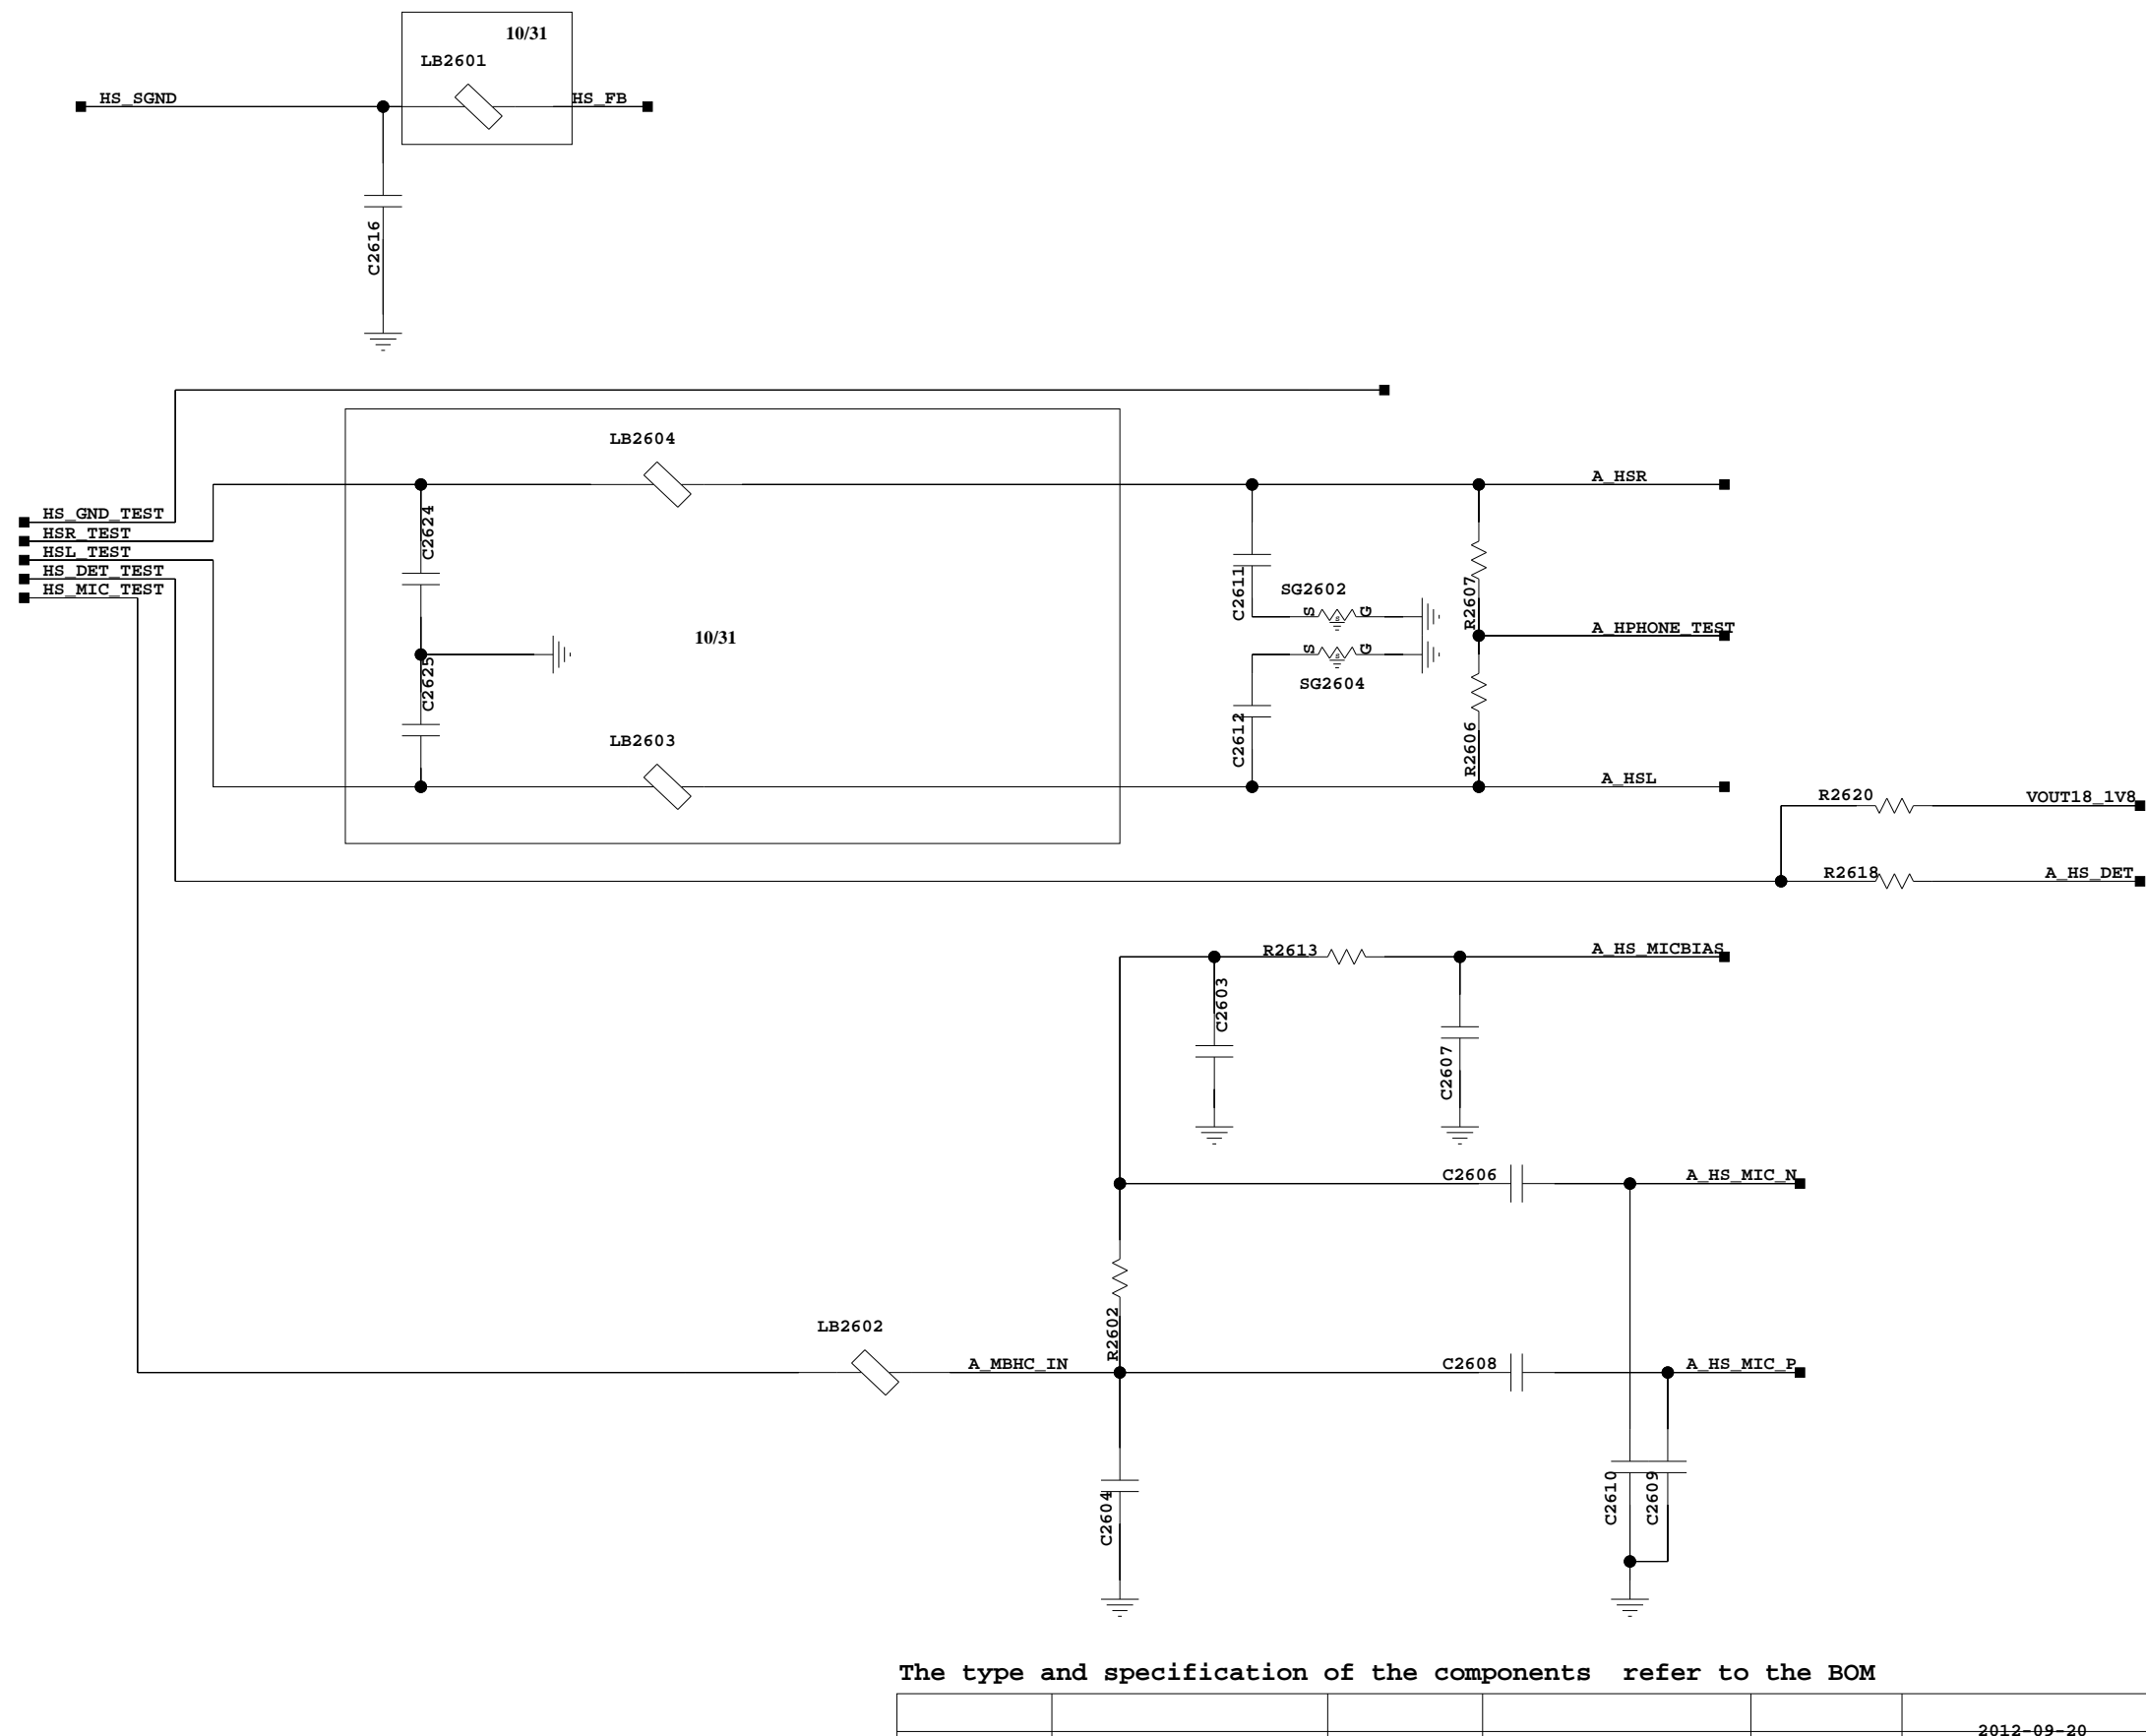 10/31
LB2601
HS_SGND
HS_FB
C2616
LB2604
A_HSR
HS_GND_TEST
HSR_TEST
HSL_TEST
HS_DET_TEST
HS_MIC_TEST
C2624
C2611
SG2602
S
G
s
R2607
A_HPHONE_TEST
10/31
C2625
S
G
s
SG2604
C2612
R2606
LB2603
A_HSL
R2620
VOUT18_1V8
R2618
A_HS_DET
R2613
A_HS_MICBIAS
C2603
C2607
C2606
A_HS_MIC_N
R2602
LB2602
A_MBHC_IN
C2608
A_HS_MIC_P
C2604
C2610
C2609
The type and specification of the components refer to the BOM
2012-09-20